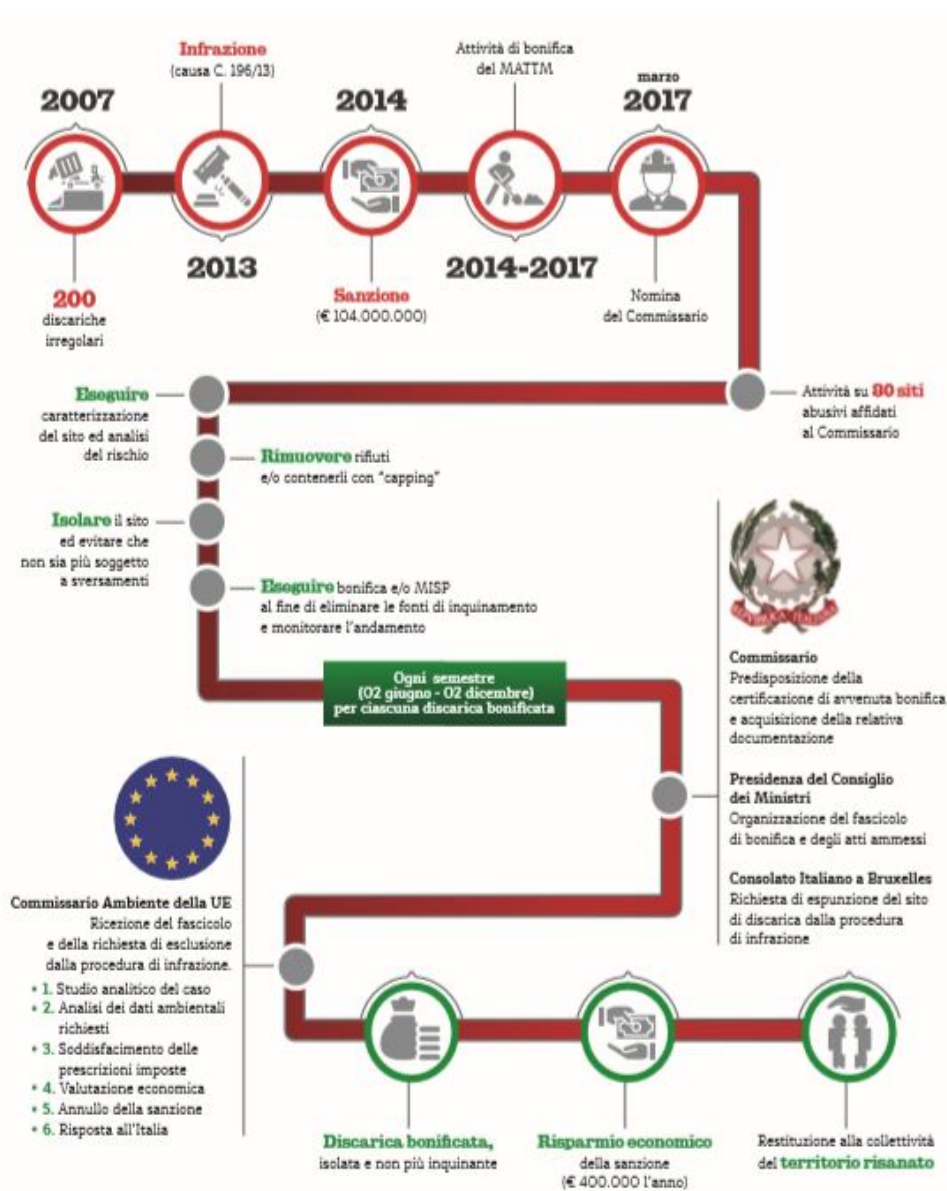 Infrazione
(causa C. 196/13)
Attività di bonifica
del MATTM
2007
2014
marzo
2017
2013
2014-2017
200
discariche
irregolari
Sanzione
(€ 104.000.000)
Nomina
del Commissario
Attività su 80 siti
abusivi affidati
al Commissario
Eseguire
caratterizzazione
del sito ed analisi
del rischio
Rimuovere rifiuti
e/o contenerli con "capping"
Isolare il sito
ed evitare che
non sia più soggetto
a sversamenti
Eseguire bonifica e/o MISP
al fine di eliminare le fonti di inquinamento
e monitorare l'andamento
Ogni semestre
(02 giugno - 02 dicembre)
per ciascuna discarica bonificata
REPVBBLICA ITALIANA
Commissario
Predisposizione della
certificazione di avvenuta bonifica
e acquisizione della relativa
documentazione
Presidenza del Consiglio
dei Ministri
Organizzazione del fascicolo
di bonifica e degli atti ammessi
Consolato Italiano a Bruxelles
Richiesta di espunzione del sito
di discarica dalla procedura
di infrazione
Commissario Ambiente della UE
Ricezione del fascicolo
e della richiesta di esclusione
dalla procedura di infrazione.
• 1. Studio analitico del caso
• 2. Analisi dei dati ambientali
richiesti
• 3. Soddisfacimento delle
prescrizioni imposte
• 4. Valutazione economica
• 5. Annullo della sanzione
• 6. Risposta all'Italia
Discarica bonificata,
isolata e non più inquinante
Risparmio economico
della sanzione
(€ 400.000 l'anno)
Restituzione alla collettività
del territorio risanato